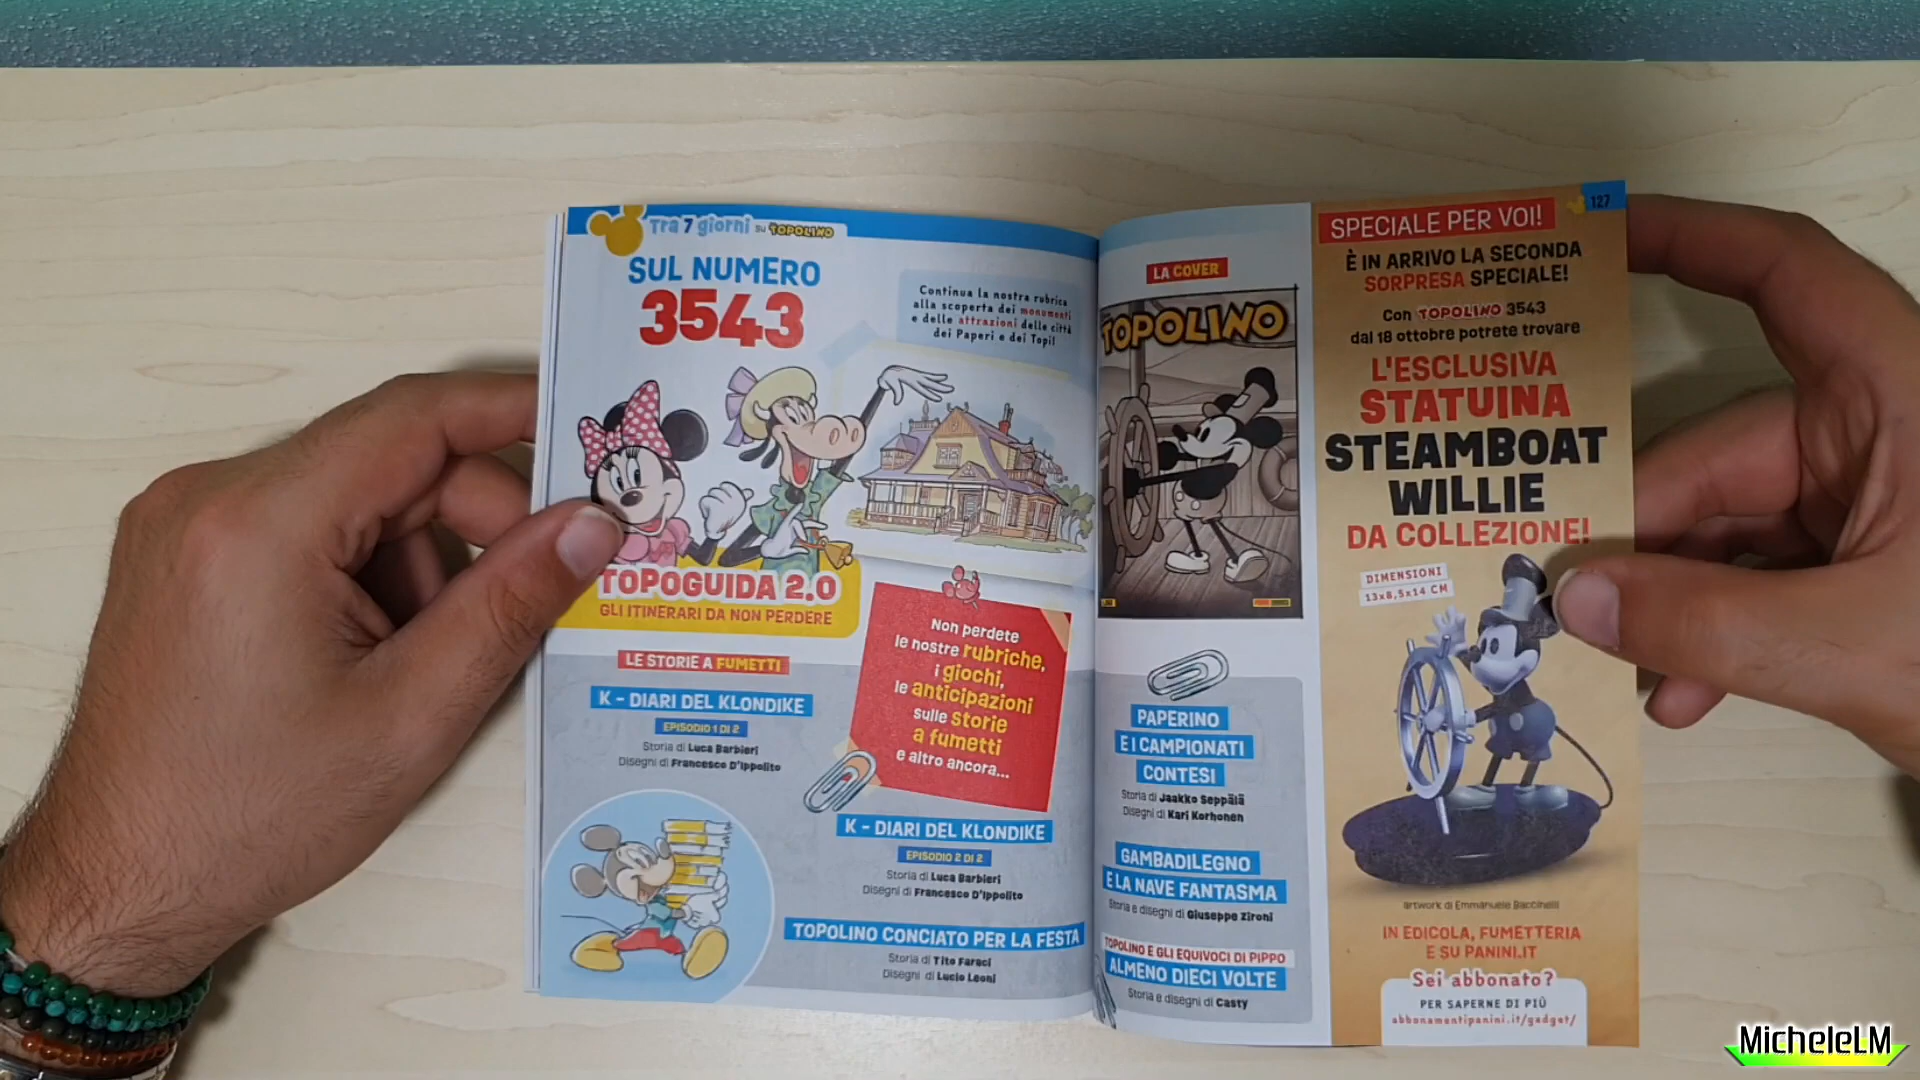 Tra 7 giorni su TOPOLINO
SUL NUMERO
3543
Continua la nostra rubrica
alla scoperta dei monumenti
e delle attrazioni delle città
dei Paperi e dei Topi!
TOPOGUIDA 2.0
GLI ITINERARI DA NON PERDERE
LE STORIE A FUMETTI
K - DIARI DEL KLONDIKE
EPISODIO 1 DI 2
Storia di Luca Barbieri
Disegni di Francesco D'Ippolito
Non perdete
le nostre rubriche,
i giochi,
le anticipazioni
sulle storie
a fumetti
e altro ancora...
K - DIARI DEL KLONDIKE
EPISODIO 2 DI 2
Storia di Luca Barbieri
Disegni di Francesco D'Ippolito
TOPOLINO CONCIATO PER LA FESTA
Storia di Tito Faraci
Disegni di Lucio Leoni
LA COVER
TOPOLINO
PAPERINO
E I CAMPIONATI
CONTESI
Storia di Jaakko Seppälä
Disegni di Kari Korhonen
GAMBADILEGNO
E LA NAVE FANTASMA
Storia e disegni di Giuseppe Zironi
TOPOLINO E GLI EQUIVOCI DI PIPPO
ALMENO DIECI VOLTE
Storia e disegni di Casty
127
SPECIALE PER VOI!
È IN ARRIVO LA SECONDA
SORPRESA SPECIALE!
Con TOPOLINO 3543
dal 18 ottobre potrete trovare
L'ESCLUSIVA
STATUINA
STEAMBOAT
WILLIE
DA COLLEZIONE!
DIMENSIONI
13x8,5x14 CM
artwork di Emmanuele Baccinelli
IN EDICOLA, FUMETTERIA
E SU PANINI.IT
Sei abbonato?
PER SAPERNE DI PIÙ
abbonamentipanini.it/gadget/
MicheleLM